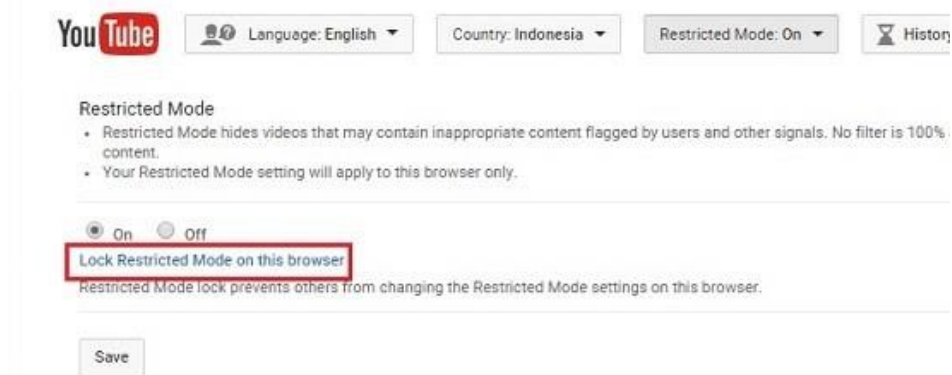 YouTube Language: English Country: Indonesia Restricted Mode: On History
Restricted Mode
• Restricted Mode hides videos that may contain inappropriate content flagged by users and other signals. No filter is 100%
content.
• Your Restricted Mode setting will apply to this browser only.
On Off
Lock Restricted Mode on this browser
Restricted Mode lock prevents others from changing the Restricted Mode settings on this browser.
Save